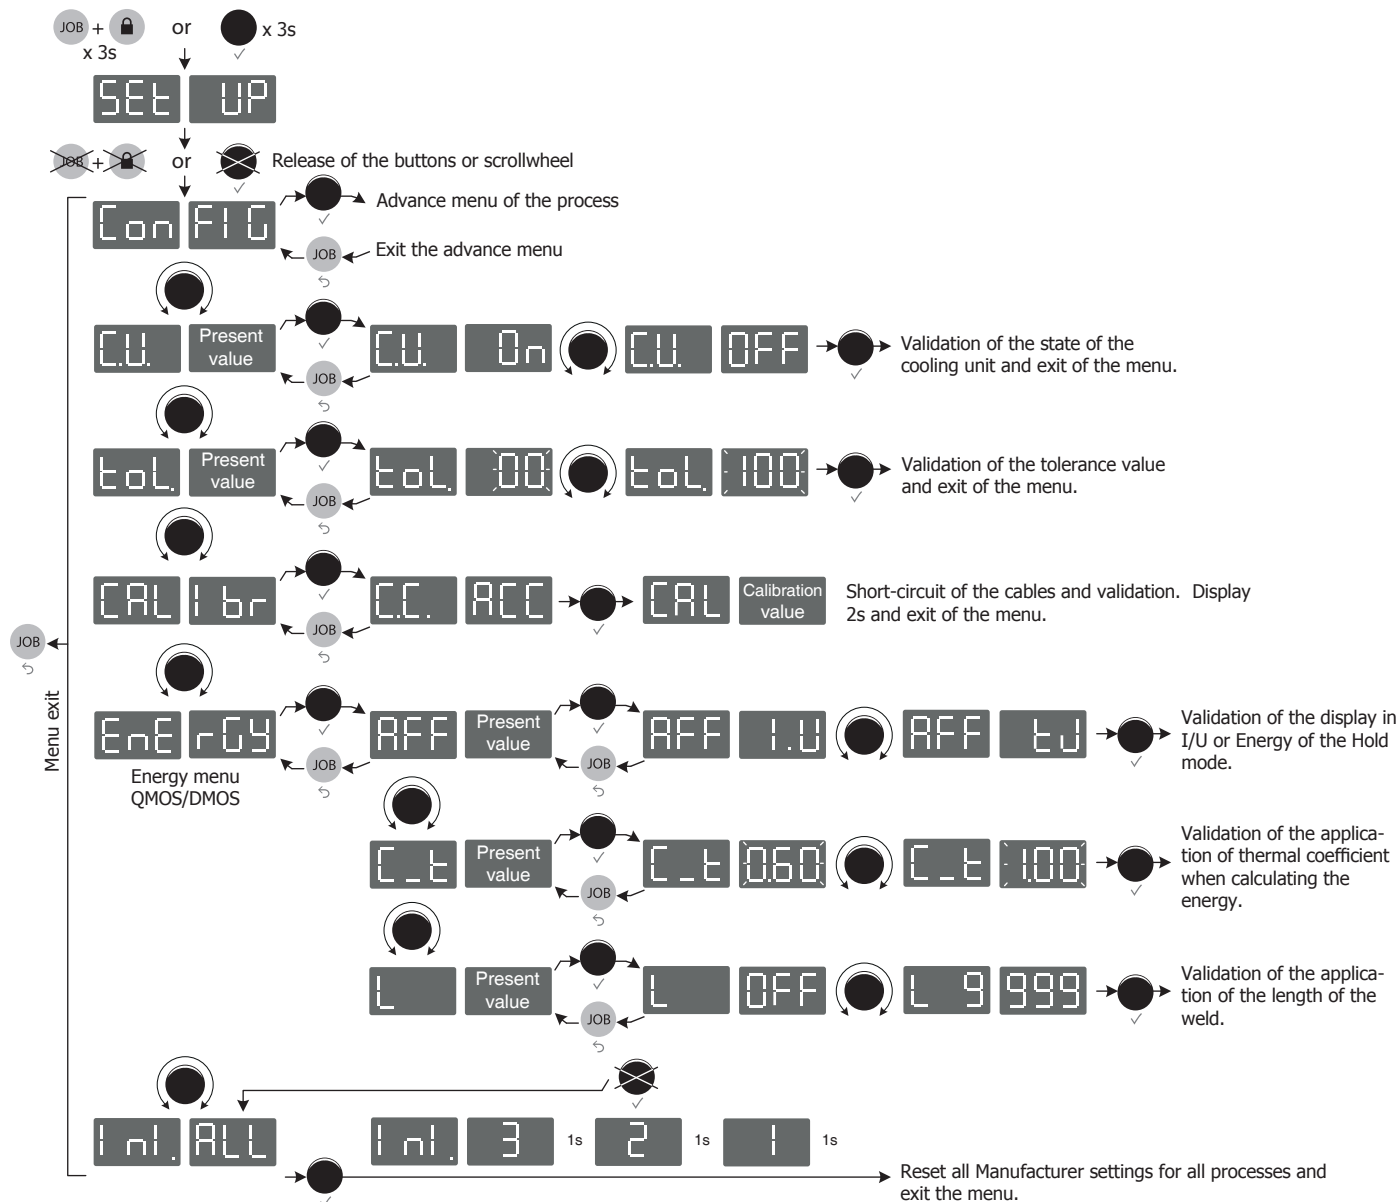 JOB + or x 3s
x 3s
SEt UP
JOB + or Release of the buttons or scrollwheel
Con FIG
Advance menu of the process
JOB Exit the advance menu
C.U. Present value
C.U. On C.U. OFF
JOB
Validation of the state of the
cooling unit and exit of the menu.
toL. Present value
toL. 00 toL. 100
JOB
Validation of the tolerance value
and exit of the menu.
CAL Ibr
C.C. ACC CAL Calibration value
JOB
Short-circuit of the cables and validation. Display
2s and exit of the menu.
JOB
Menu exit
EnE rGY
Energy menu
QMOS/DMOS
JOB
AFF Present value
JOB
AFF I.U AFF tJ
Validation of the display in
I/U or Energy of the Hold
mode.
C_t Present value
JOB
C_t 0.60 C_t 1.00
Validation of the applica-
tion of thermal coefficient
when calculating the
energy.
L Present value
JOB
L OFF L 9 999
Validation of the applica-
tion of the length of the
weld.
InI. ALL
InI. 3 1s 2 1s 1 1s
Reset all Manufacturer settings for all processes and
exit the menu.